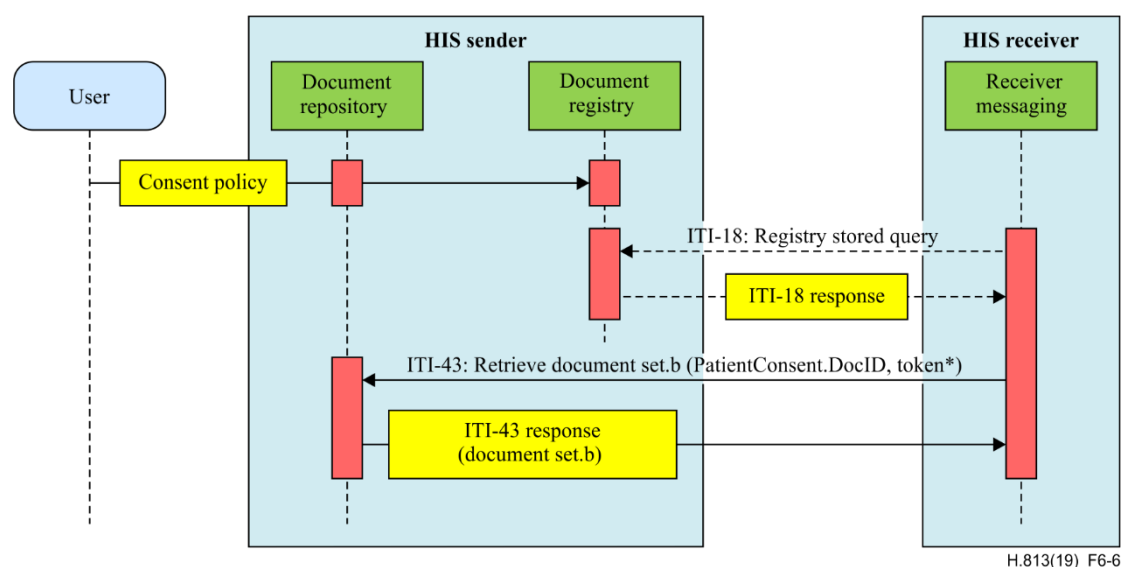 HIS sender
HIS receiver
User
Document
repository
Document
registry
Receiver
messaging
Consent policy
ITI-18: Registry stored query
ITI-18 response
ITI-43: Retrieve document set.b (PatientConsent.DocID, token*)
ITI-43 response
(document set.b)
H.813(19)_F6-6